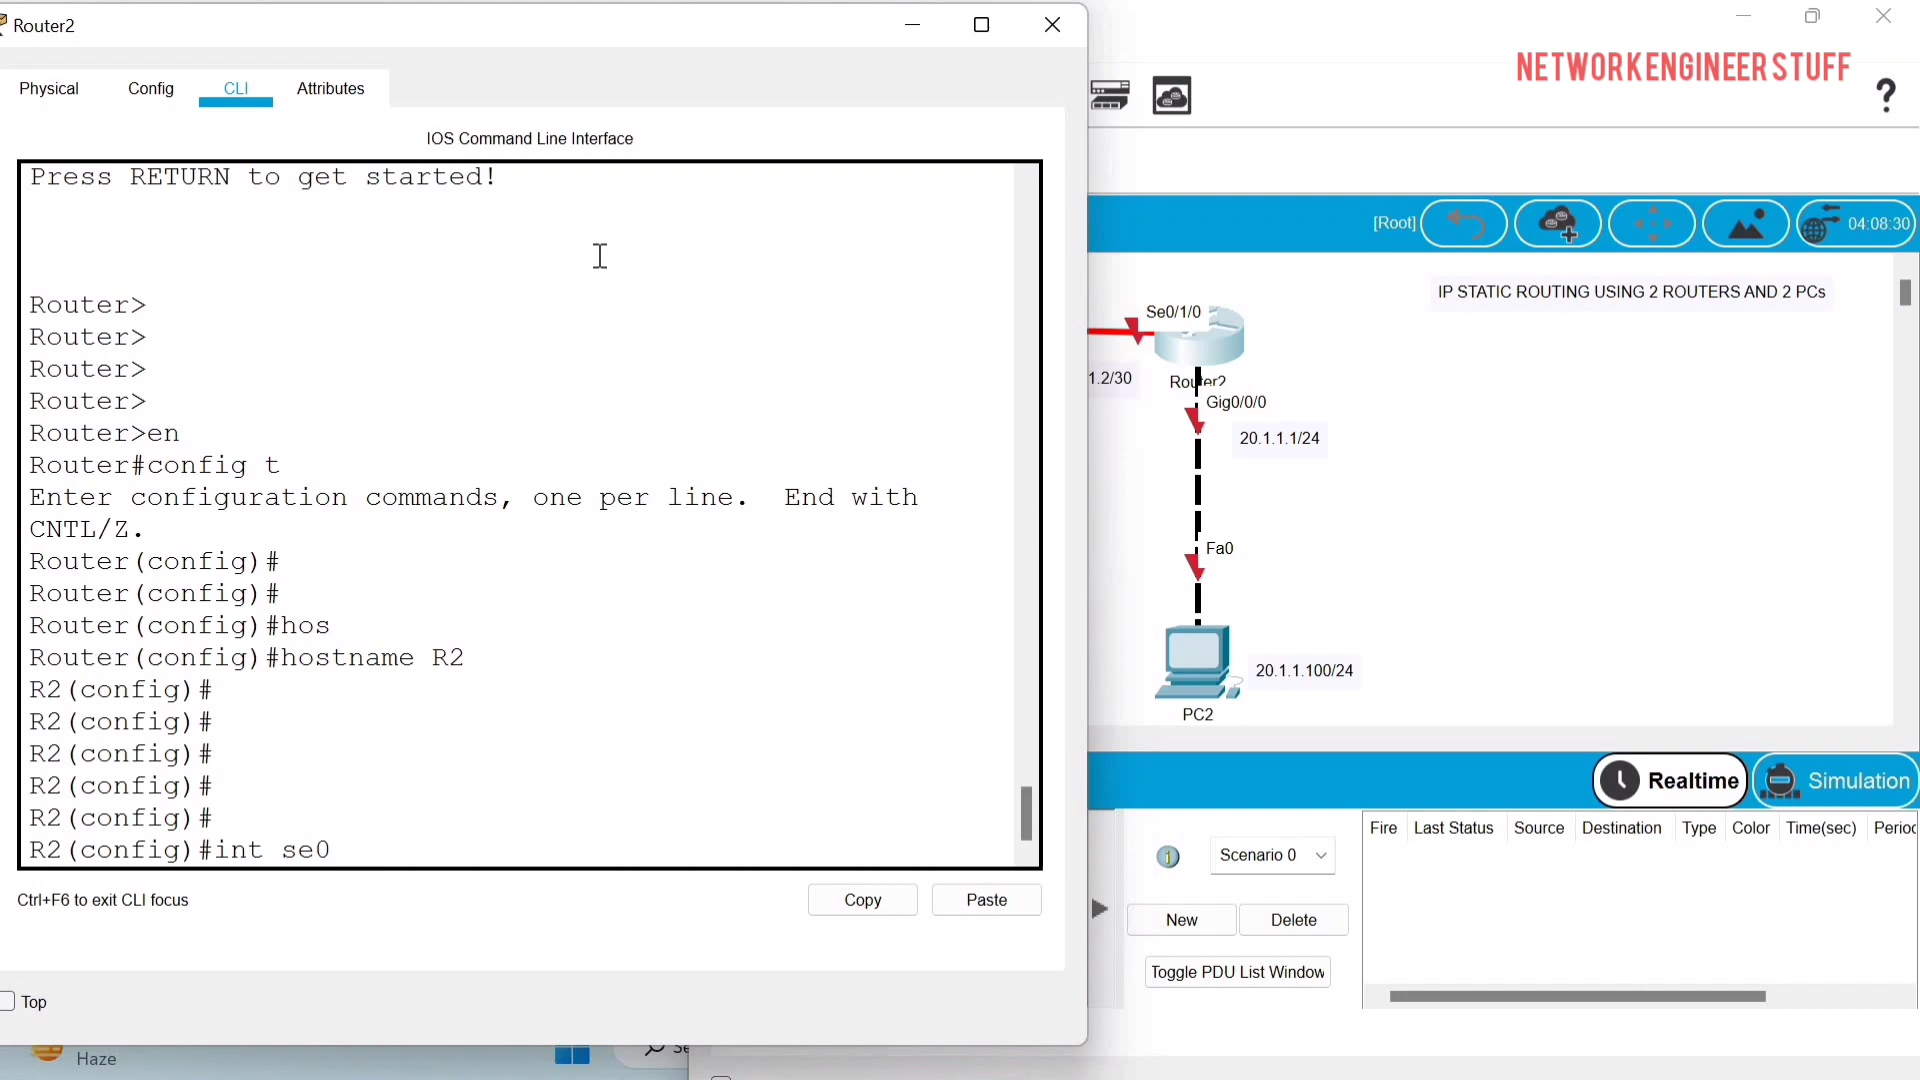 Router2
NETWORKENGINEER STUFF
Physical
Config
CLI
Attributes
IOS Command Line Interface
Press RETURN to get started!
Router>
Router>
Router>
Router>
Router>en
Router#config t
Enter configuration commands, one per line.  End with
CNTL/Z.
Router(config)#
Router(config)#
Router(config)#hos
Router(config)#hostname R2
R2(config)#
R2(config)#
R2(config)#
R2(config)#
R2(config)#
R2(config)#int se0
Ctrl+F6 to exit CLI focus
Copy
Paste
Top
Haze
[Root]
04:08:30
IP STATIC ROUTING USING 2 ROUTERS AND 2 PCs
Se0/1/0
1.2/30
Router2
Gig0/0/0
20.1.1.1/24
Fa0
20.1.1.100/24
PC2
Realtime
Simulation
Scenario 0
New
Delete
Toggle PDU List Window
Fire
Last Status
Source
Destination
Type
Color
Time(sec)